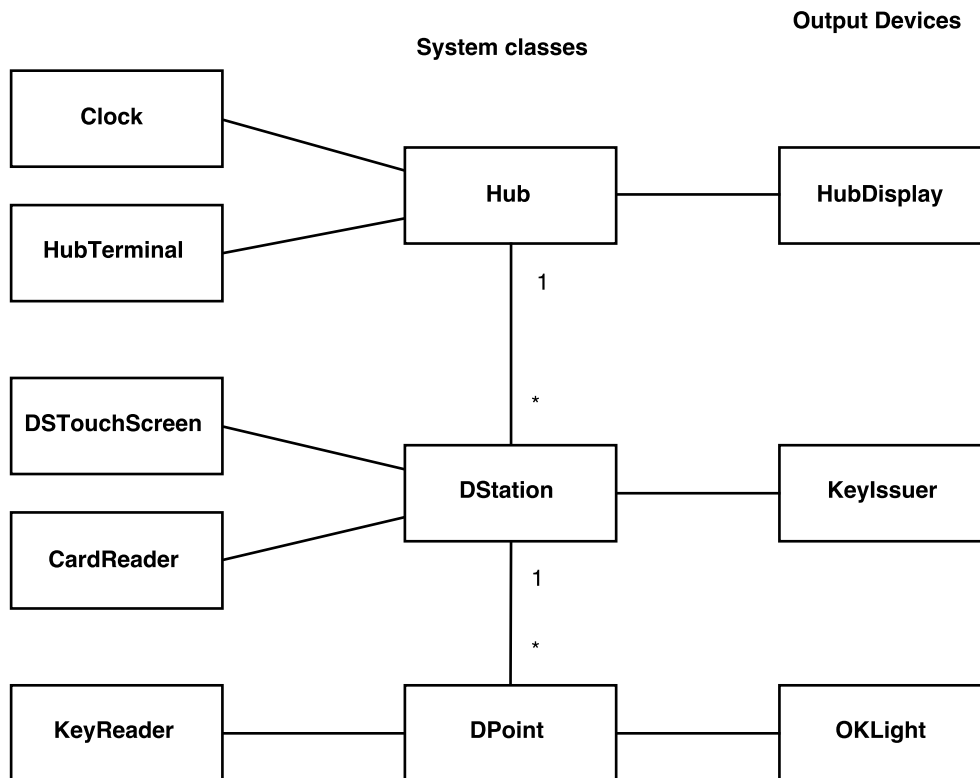 Output Devices
System classes
Clock
Hub
HubDisplay
HubTerminal
1
*
DSTouchScreen
DStation
KeyIssuer
CardReader
1
*
KeyReader
DPoint
OKLight